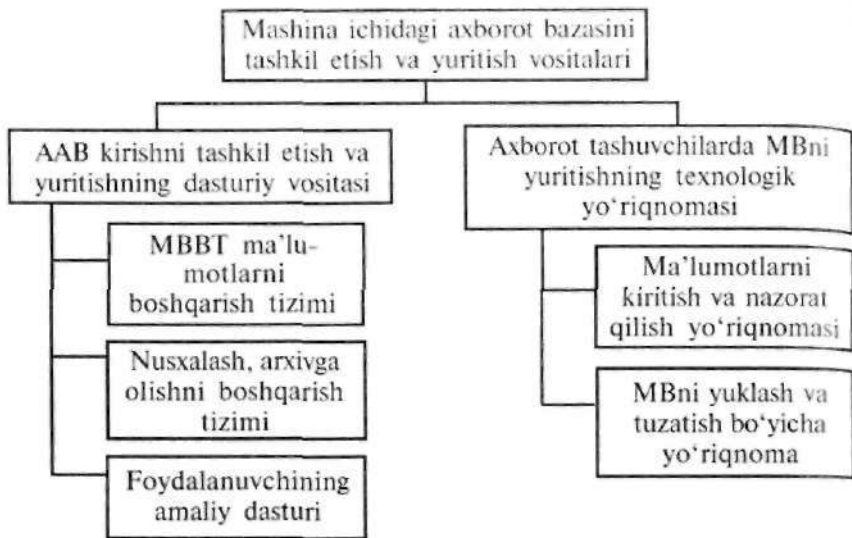 Mashina ichidagi axborot bazasini
tashkil etish va yuritish vositalari
AAB kirishni tashkil etish va
yuritishning dasturiy vositasi
MBBT ma’lu-
motlarni
boshqarish tizimi
Nusxalash, arxivga
olishni boshqarish
tizimi
Foydalanuvchining
amaliy dasturi
Axborot tashuvchilarda MBni
yuritishning texnologik
yo‘riqnomasi
Ma’lumotlarni
kiritish va nazorat
qilish yo‘riqnomasi
MBni yuklash va
tuzatish bo‘yicha
yo‘riqnoma